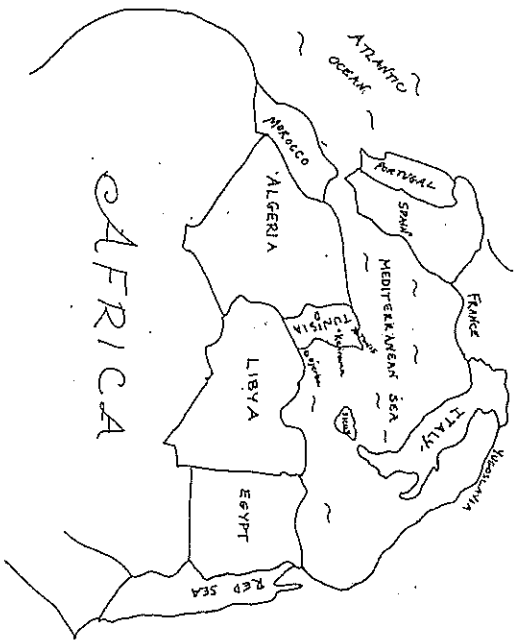 ATLANTIC
OCEAN
PORTUGAL
SPAIN
FRANCE
ITALY
YUGOSLAVIA
MEDITERRANEAN SEA
MOROCCO
ALGERIA
TUNISIA
LIBYA
EGYPT
RED SEA
AFRICA